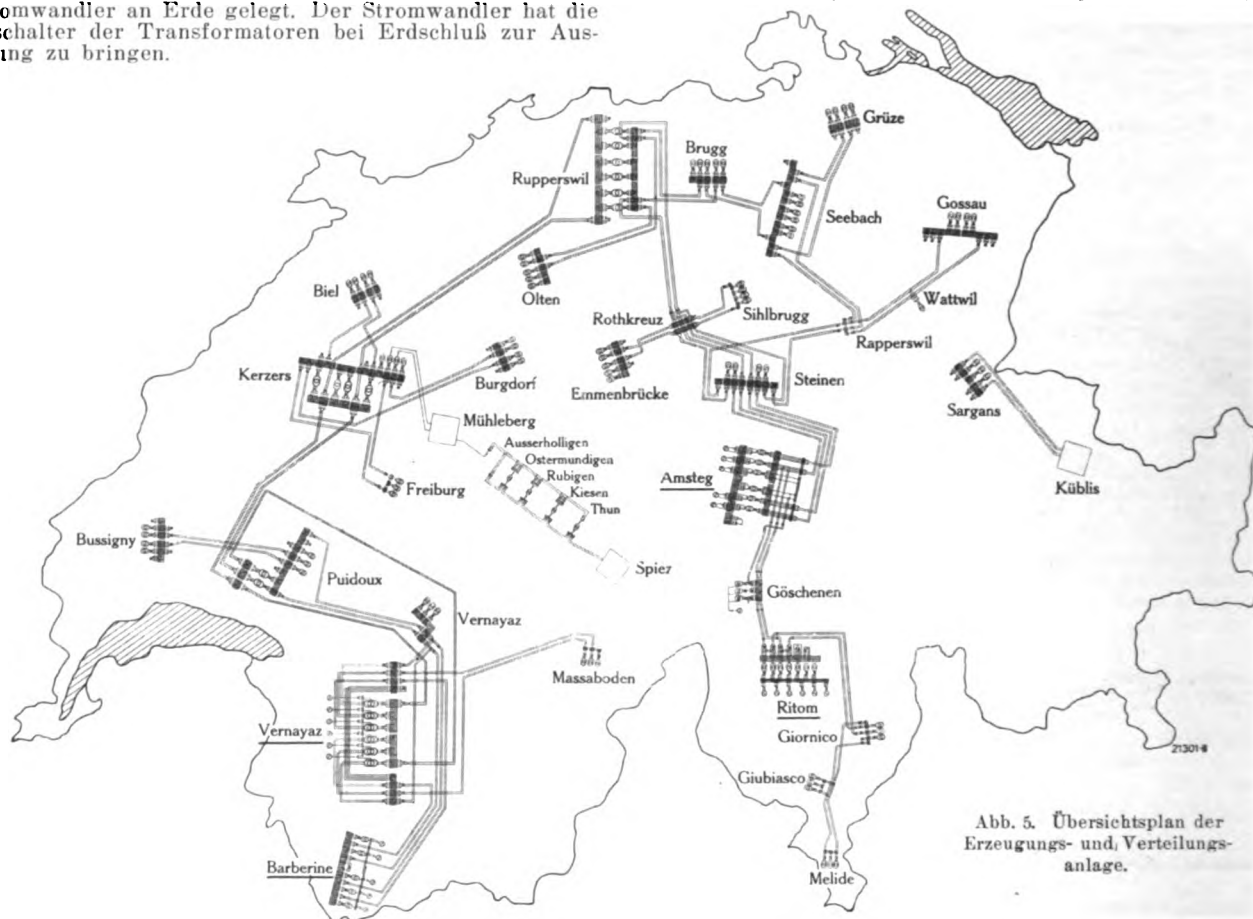 an Erde gelegt. Der Stromwandler hat die
der Transformatoren bei Erdschluß zur Aus-
zu bringen.
Grüze
Brugg
Rupperswil
Gossau
Seebach
Olten
Biel
Wattwil
Sihlbrugg
Rothkreuz
Rapperswil
Kerzers
Burgdorf
Emmenbrücke
Steinen
Sargans
Mühleberg
Ausserholligen
Ostermundigen
Rubigen
Kiesen
Thun
Amsteg
Küblis
Freiburg
Bussigny
Spiez
Puidoux
Göschenen
Vernayaz
Massaboden
Ritom
Vernayaz
Giornico
21301-8
Giubiasco
Abb. 5. Übersichtsplan der
Erzeugungs- und Verteilungs-
anlage.
Barberine
Melide